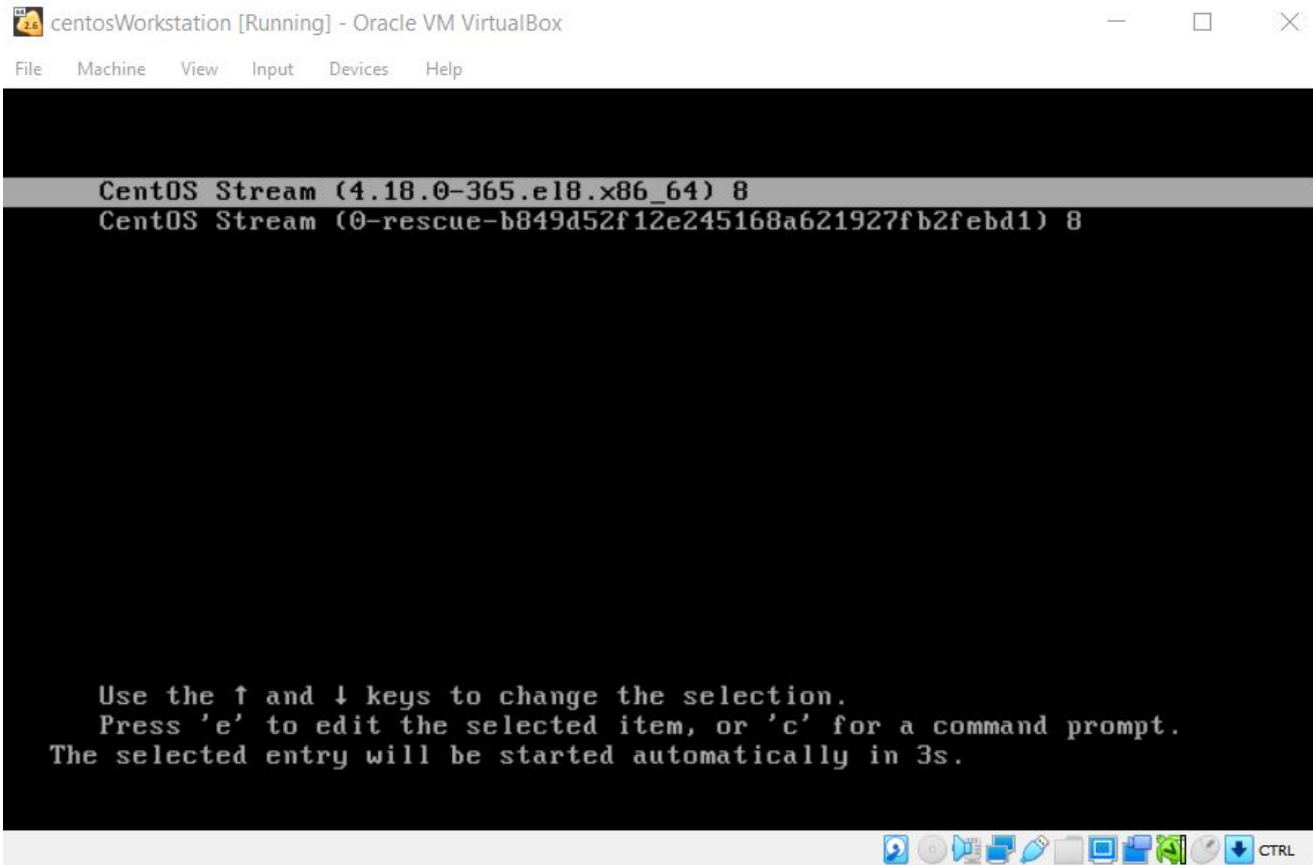 centosWorkstation [Running] - Oracle VM VirtualBox
File Machine View Input Devices Help
CentOS Stream (4.18.0-365.el8.x86_64) 8
CentOS Stream (0-rescue-b849d52f12e245168a621927fb2febd1) 8
Use the ↑ and ↓ keys to change the selection.
Press 'e' to edit the selected item, or 'c' for a command prompt.
The selected entry will be started automatically in 3s.
CTRL